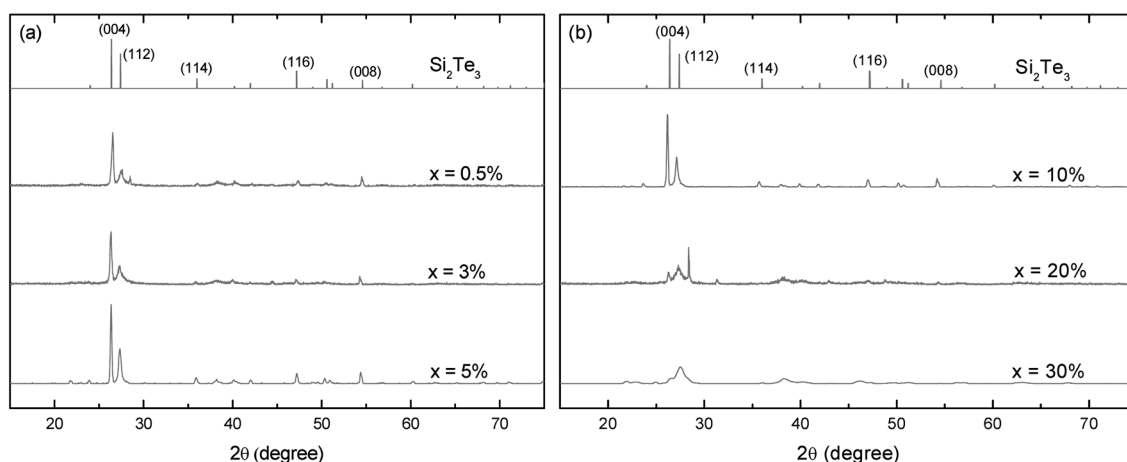 (a)
(004)
(112)
(114)
(116)
(008)
Si₂Te₃
x = 0.5%
x = 3%
x = 5%
20 30 40 50 60 70
2θ (degree)
(b)
(004)
(112)
(114)
(116)
(008)
Si₂Te₃
x = 10%
x = 20%
x = 30%
20 30 40 50 60 70
2θ (degree)